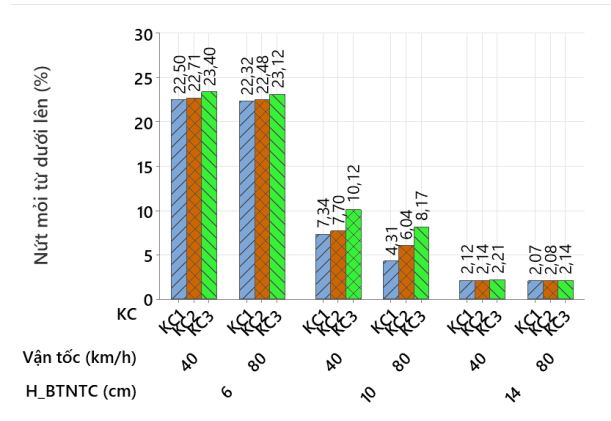 30
25
20
15
10
5
0
Nứt mỏi từ dưới lên (%)
22,50 22,71 23,40 22,32 22,48 23,12 7,34 7,70 10,12 4,31 6,04 8,17 2,12 2,14 2,21 2,07 2,08 2,14
KC KC1 KC2 KC3 KC1 KC2 KC3 KC1 KC2 KC3 KC1 KC2 KC3 KC1 KC2 KC3 KC1 KC2 KC3
Vận tốc (km/h) 40 80 40 80 40 80
H_BTNTC (cm) 6 10 14